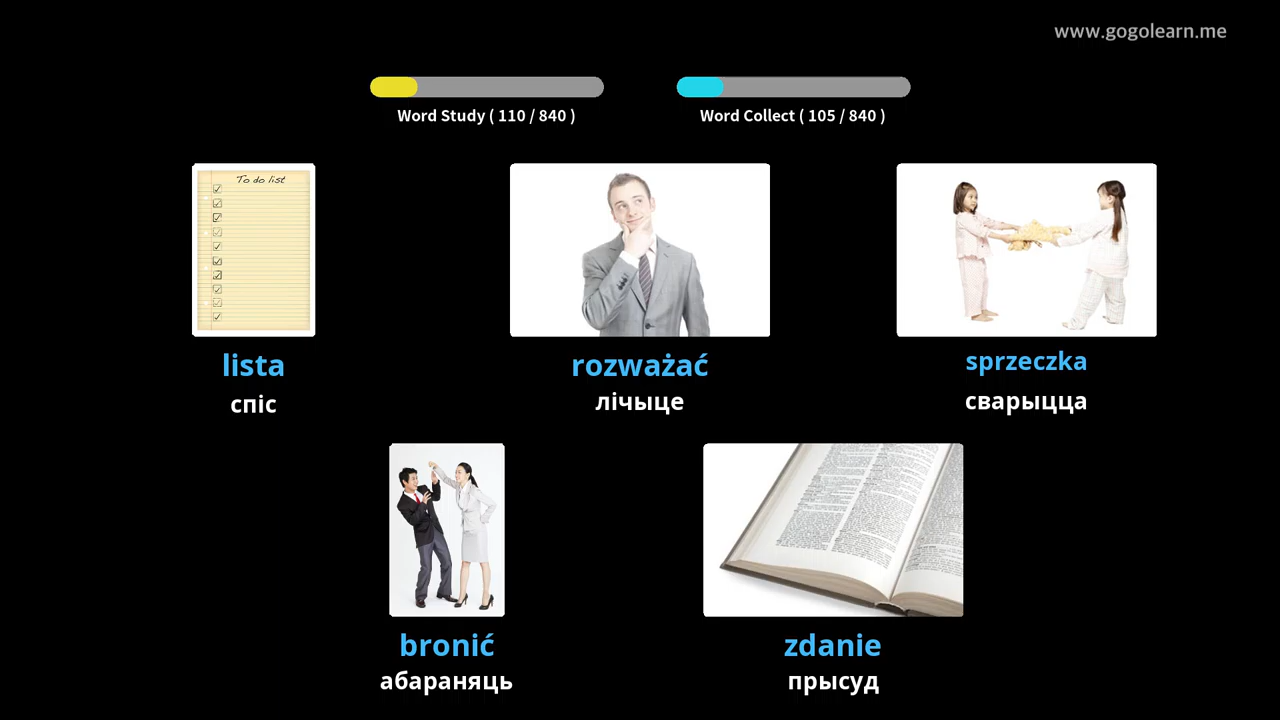 www.gogolearn.me
Word Study ( 110 / 840 )
Word Collect ( 105 / 840 )
To do list
lista
спіс
rozważać
лічыце
sprzeczka
сварыцца
bronić
абараняць
zdanie
прысуд